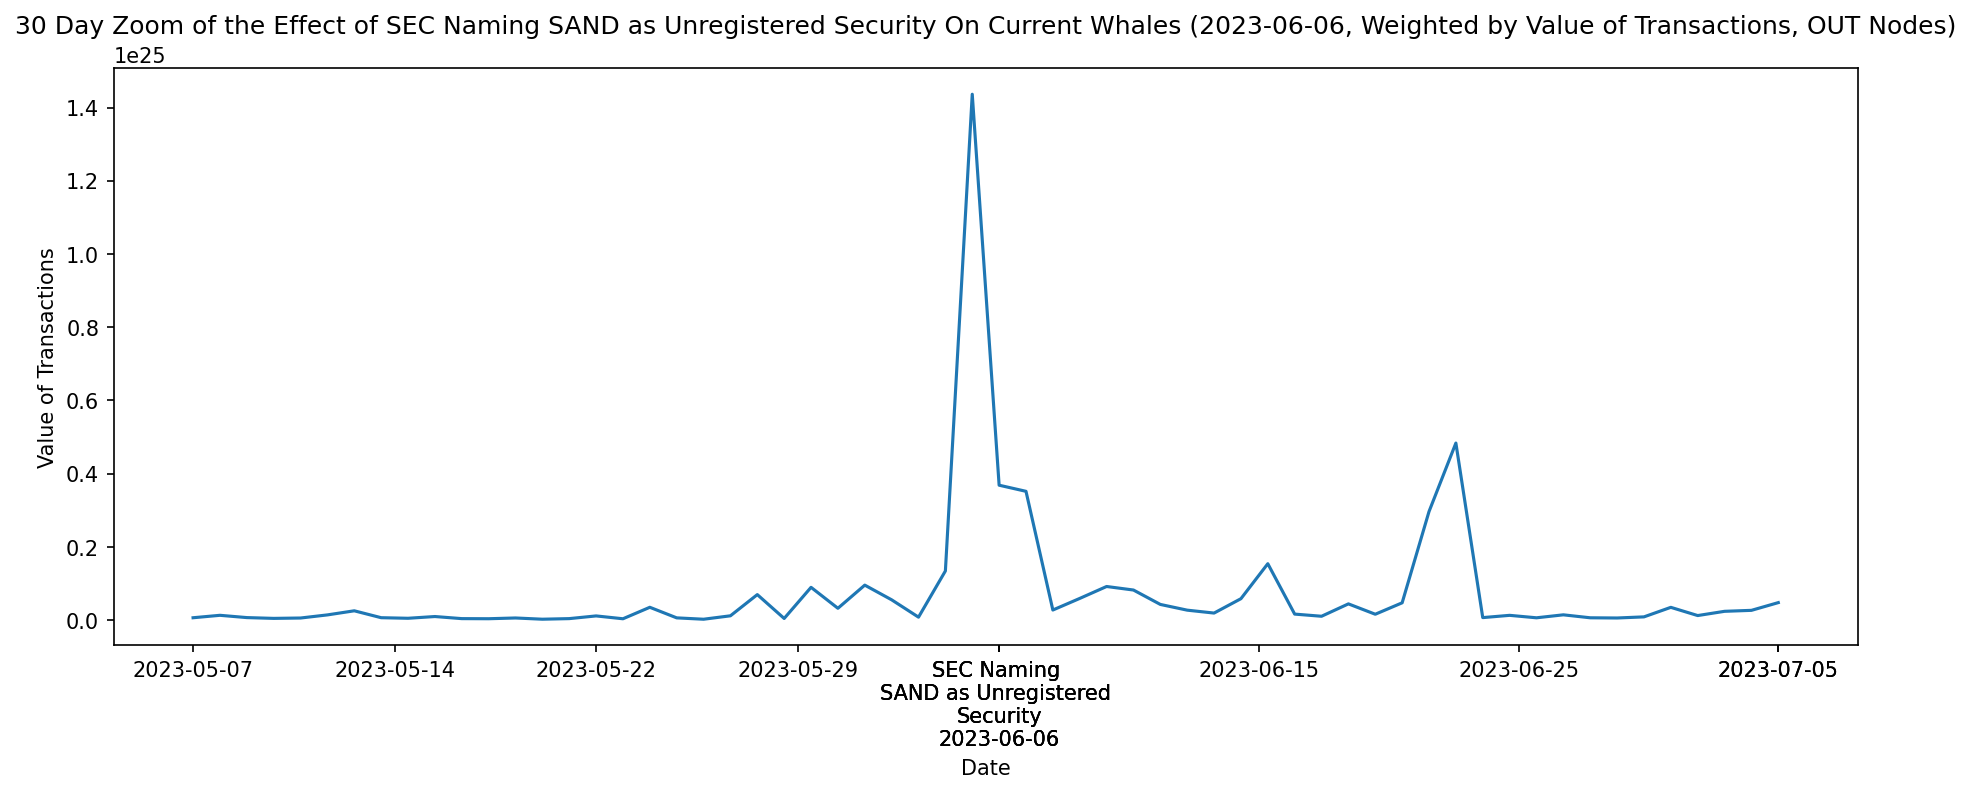 30 Day Zoom of the Effect of SEC Naming SAND as Unregistered Security On Current Whales (2023-06-06, Weighted by Value of Transactions, OUT Nodes)
1e25
1.4
1.2
1.0
0.8
0.6
0.4
0.2
0.0
Value of Transactions
2023-05-07 2023-05-14 2023-05-22 2023-05-29 SEC Naming 2023-06-15 2023-06-25 2023-07-05
SAND as Unregistered
Security
2023-06-06
Date